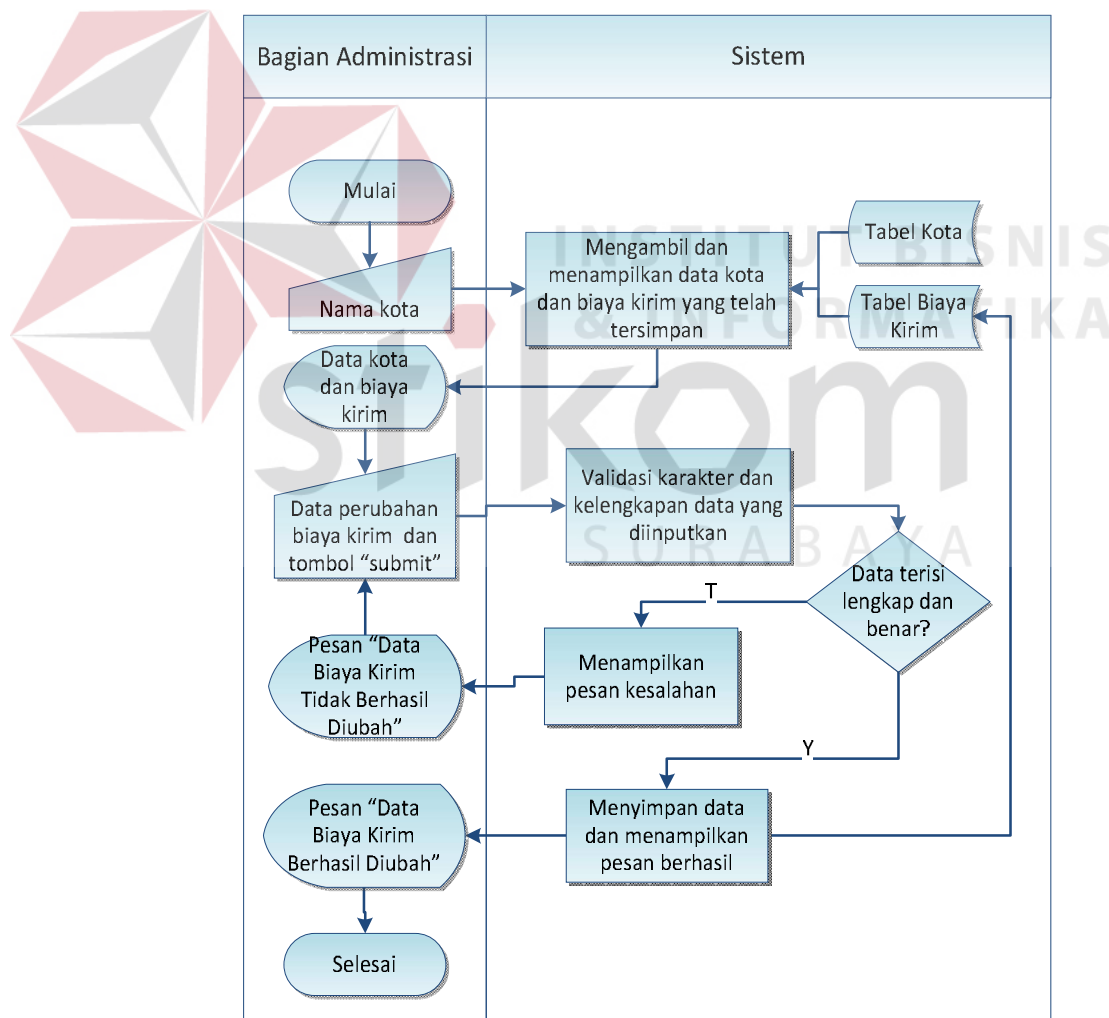 Bagian Administrasi
Sistem
Mulai
Nama kota
Mengambil dan
menampilkan data kota
dan biaya kirim yang telah
tersimpan
Tabel Kota
Tabel Biaya
Kirim
Data kota
dan biaya
kirim
Data perubahan
biaya kirim dan
tombol “submit”
Validasi karakter dan
kelengkapan data yang
diinputkan
Data terisi
lengkap dan
benar?
T
Menampilkan
pesan kesalahan
Pesan “Data
Biaya Kirim
Tidak Berhasil
Diubah”
Y
Menyimpan data
dan menampilkan
pesan berhasil
Pesan “Data
Biaya Kirim
Berhasil Diubah”
Selesai
INSTITUT BISNIS
& INFORMATIKA
stikom
SURABAYA